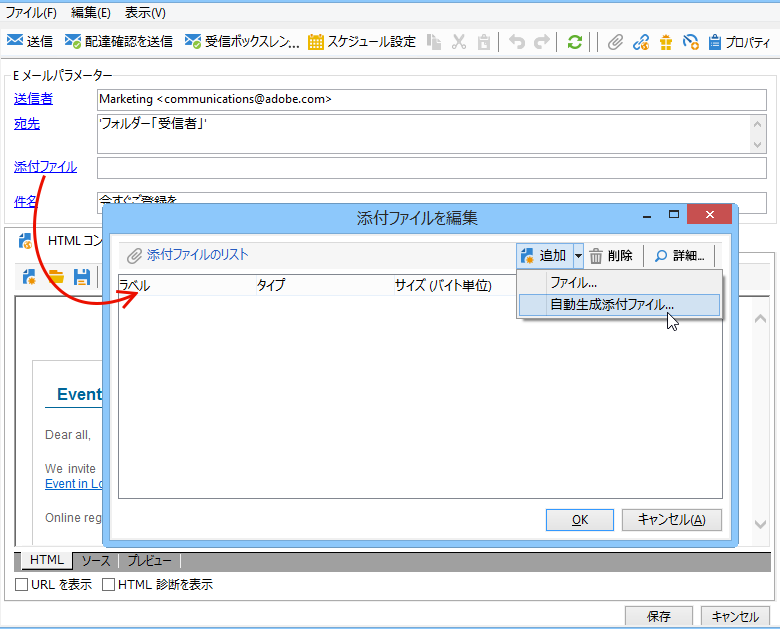 ファイル(F) 編集(E) 表示(V)
送信 配達確認を送信 受信ボックスレン... スケジュール設定 プロパティ
E メールパラメーター
送信者 Marketing <communications@adobe.com>
宛先 'フォルダー「受信者」'
添付ファイル
件名 今すぐご登録を
添付ファイルを編集
HTML コン
添付ファイルのリスト 追加 削除 詳細...
ラベル タイプ サイズ (バイト単位)
ファイル...
自動生成添付ファイル...
Event
Dear all,
We invite
Event in Lo
Online reg
OK キャンセル(A)
HTML ソース プレビュー
URL を表示 HTML 診断を表示
保存 キャンセル